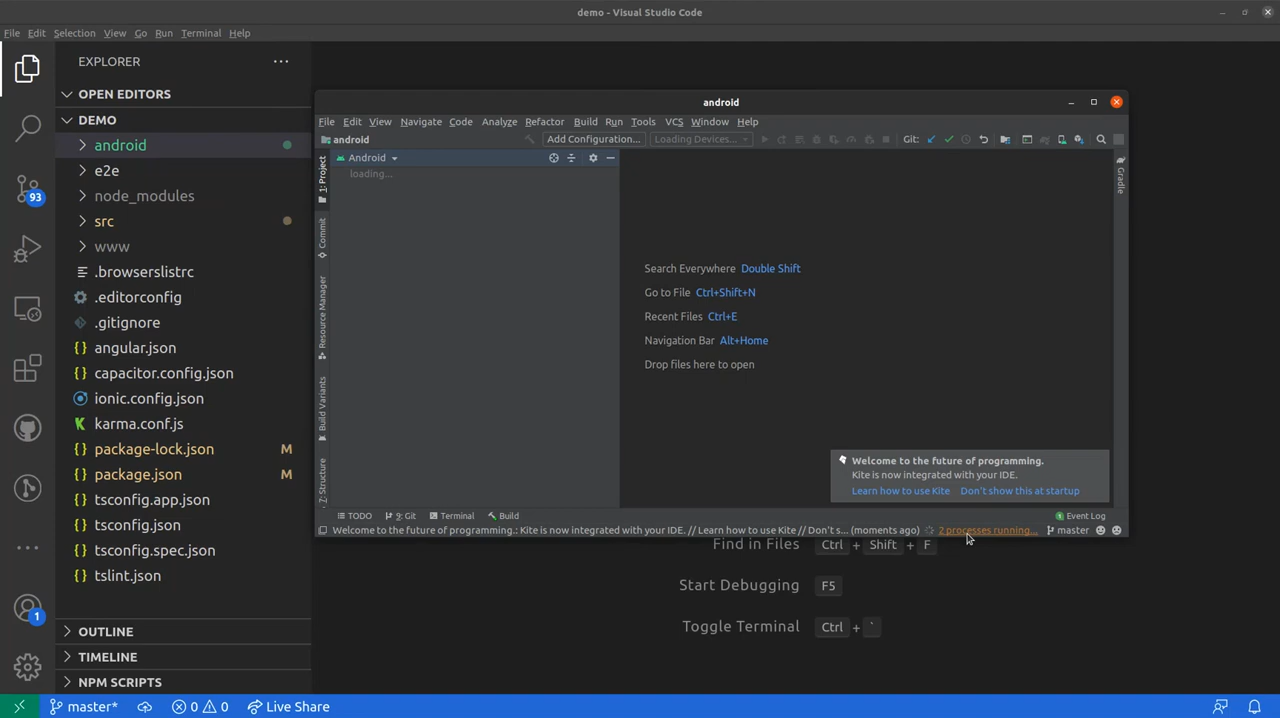 demo - Visual Studio Code
File Edit Selection View Go Run Terminal Help
EXPLORER
OPEN EDITORS
DEMO
android
e2e
node_modules
src
www
.browserslistrc
.editorconfig
.gitignore
angular.json
capacitor.config.json
ionic.config.json
karma.conf.js
package-lock.json M
package.json M
tsconfig.app.json
tsconfig.json
tsconfig.spec.json
tslint.json
OUTLINE
TIMELINE
NPM SCRIPTS
93
1
android
File Edit View Navigate Code Analyze Refactor Build Run Tools VCS Window Help
android Add Configuration... Loading Devices... Git:
1: Project
Commit
Resource Manager
Build Variants
7: Structure
Android
loading...
Search Everywhere Double Shift
Go to File Ctrl+Shift+N
Recent Files Ctrl+E
Navigation Bar Alt+Home
Drop files here to open
Gradle
Welcome to the future of programming.
Kite is now integrated with your IDE.
Learn how to use Kite Don't show this at startup
TODO 9: Git Terminal Build Event Log
Welcome to the future of programming.: Kite is now integrated with your IDE. // Learn how to use Kite // Don't s... (moments ago) 2 processes running... master
Find in Files Ctrl + Shift + F
Start Debugging F5
Toggle Terminal Ctrl + `
master* 0 0 Live Share